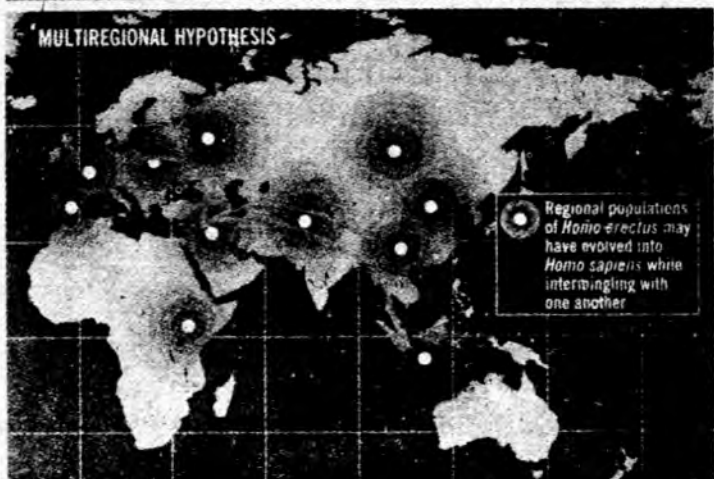 MULTIREGIONAL HYPOTHESIS
Regional populations
of Homo erectus may
have evolved into
Homo sapiens while
intermingling with
one another